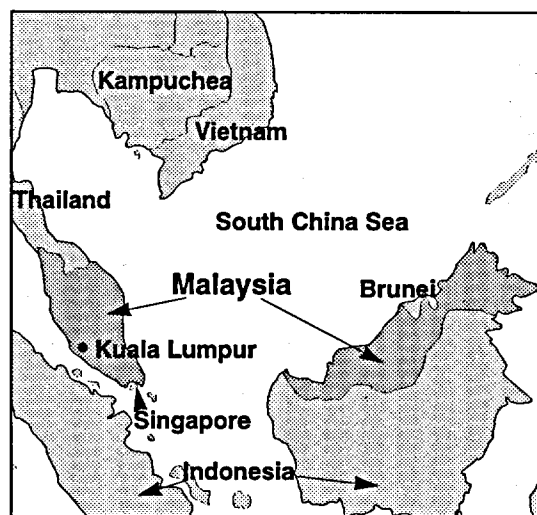 Kampuchea
Vietnam
Thailand
South China Sea
Malaysia
Brunei
Kuala Lumpur
Singapore
Indonesia